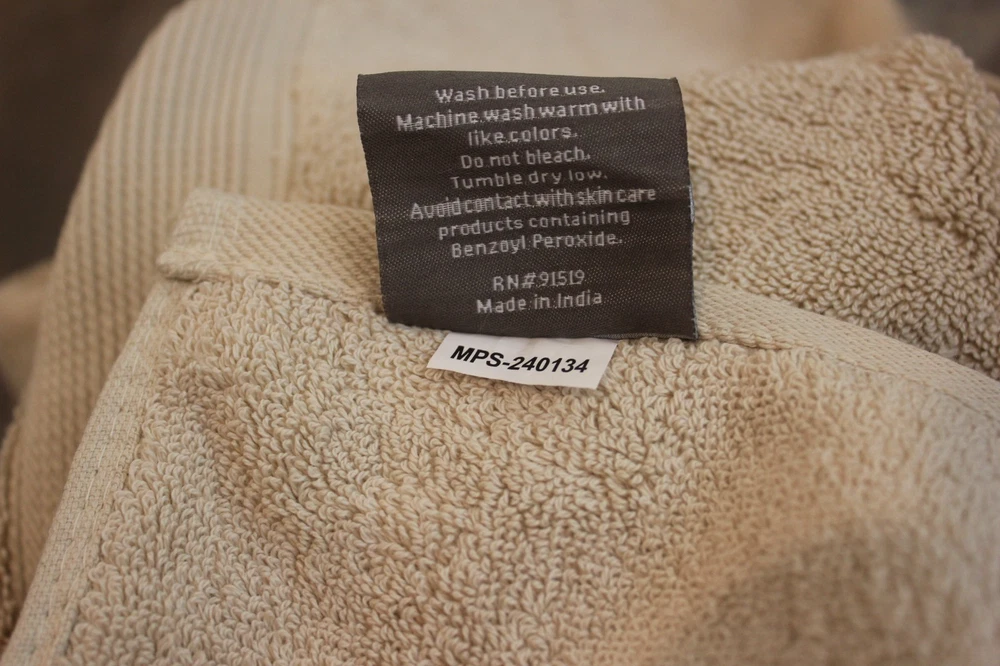 Wash before use.
Machine wash warm with
like colors.
Do not bleach.
Tumble dry low.
Avoid contact with skin care
products containing
Benzoyl Peroxide.
RN#91519
Made in India
MPS-240134